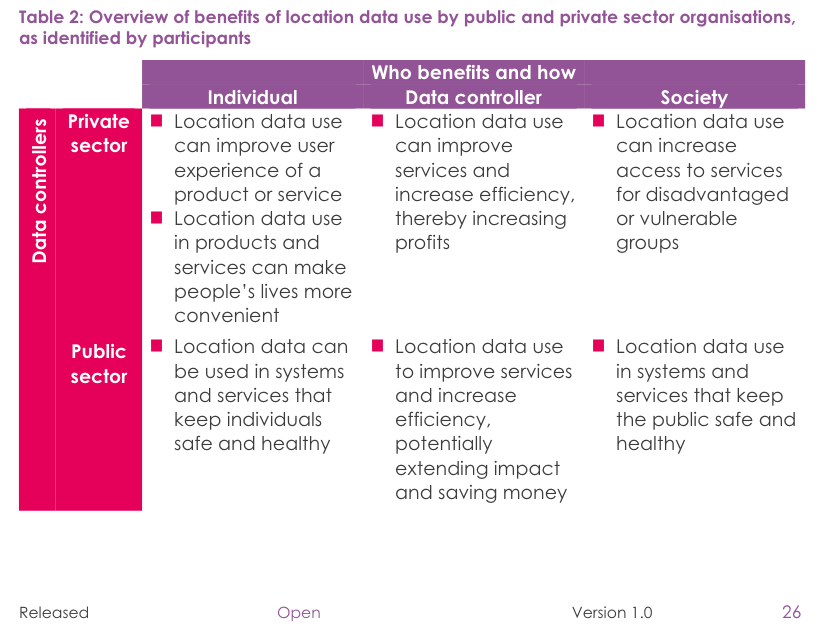 Table 2: Overview of benefits of location data use by public and private sector organisations,
as identified by participants
Who benefits and how
Individual
Data controller
Society
Data controllers
Private
sector
Location data use
can improve user
experience of a
product or service
Location data use
in products and
services can make
people’s lives more
convenient
Location data use
can improve
services and
increase efficiency,
thereby increasing
profits
Location data use
can increase
access to services
for disadvantaged
or vulnerable
groups
Public
sector
Location data can
be used in systems
and services that
keep individuals
safe and healthy
Location data use
to improve services
and increase
efficiency,
potentially
extending impact
and saving money
Location data use
in systems and
services that keep
the public safe and
healthy
Released
Open
Version 1.0
26